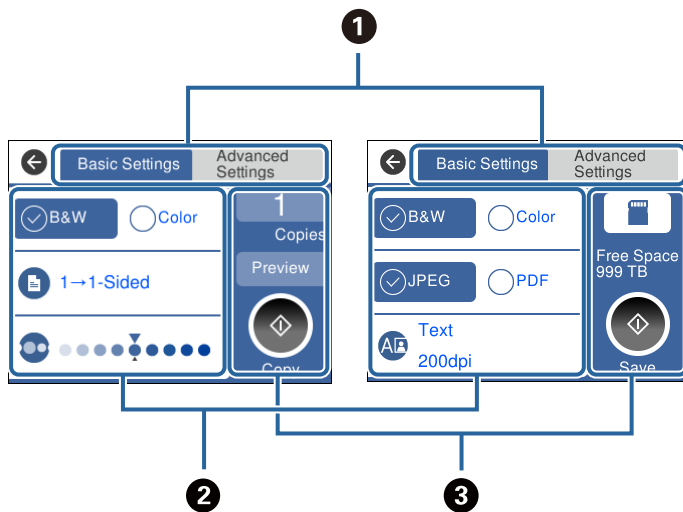 1
Basic Settings
Advanced
Settings
B&W
Color
1
Copies
1→1-Sided
Preview
Copy
Basic Settings
Advanced
Settings
B&W
Color
JPEG
PDF
Free Space
999 TB
A
Text
200dpi
Save
2
3